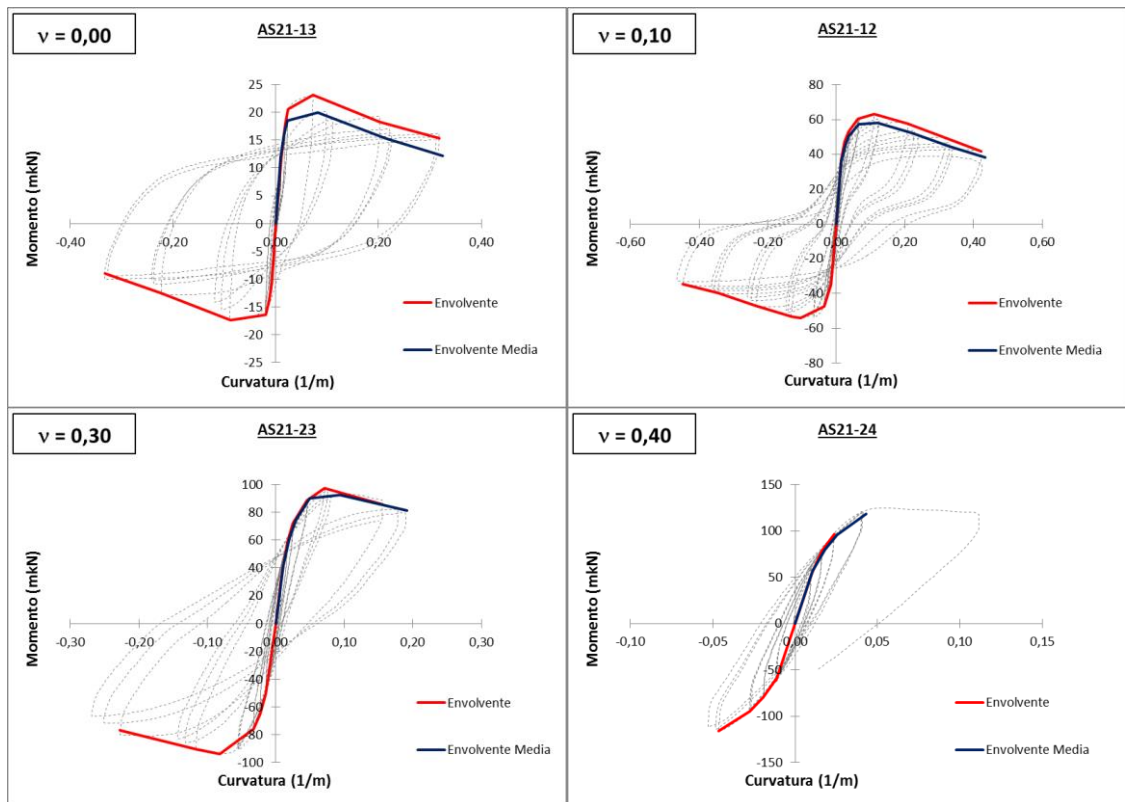 ν = 0,00
AS21-13
Momento (mkN)
25
20
15
10
5
0
-5
-10
-15
-20
-25
-0,40
-0,20
0,00
0,20
0,40
Envolvente
Envolvente Media
Curvatura (1/m)
ν = 0,10
AS21-12
Momento (mkN)
80
60
40
20
0
-20
-40
-60
-80
-0,60
-0,40
-0,20
0,00
0,20
0,40
0,60
Envolvente
Envolvente Media
Curvatura (1/m)
ν = 0,30
AS21-23
Momento (mkN)
100
80
60
40
20
0
-20
-40
-60
-80
-100
-0,30
-0,20
-0,10
0,00
0,10
0,20
0,30
Envolvente
Envolvente Media
Curvatura (1/m)
ν = 0,40
AS21-24
Momento (mkN)
150
100
50
0
-50
-100
-150
-0,10
-0,05
0,00
0,05
0,10
0,15
Envolvente
Envolvente Media
Curvatura (1/m)